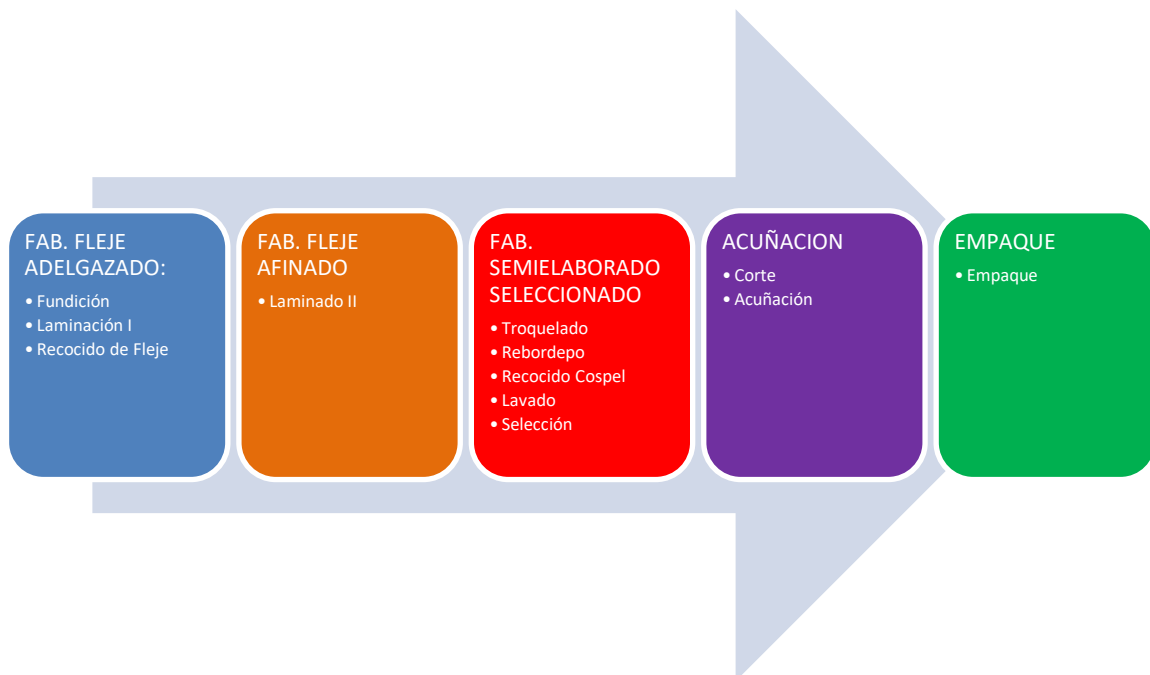 FAB. FLEJE
ADELGAZADO:
• Fundición
• Laminación I
• Recocido de Fleje
FAB. FLEJE
AFINADO
• Laminado II
FAB.
SEMIELABORADO
SELECCIONADO
• Troquelado
• Rebordepo
• Recocido Cospel
• Lavado
• Selección
ACUÑACION
• Corte
• Acuñación
EMPAQUE
• Empaque